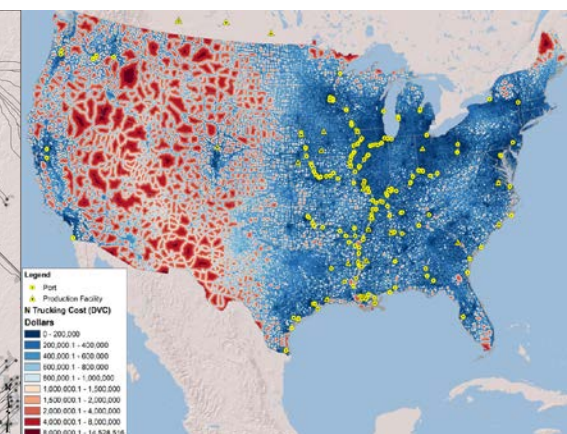 Legend
Port
Production Facility
N Trucking Cost (DVC)
Dollars
0 - 200,000
200,000.1 - 400,000
400,000.1 - 600,000
600,000.1 - 800,000
800,000.1 - 1,000,000
1,000,000.1 - 1,500,000
1,500,000.1 - 2,000,000
2,000,000.1 - 4,000,000
4,000,000.1 - 8,000,000